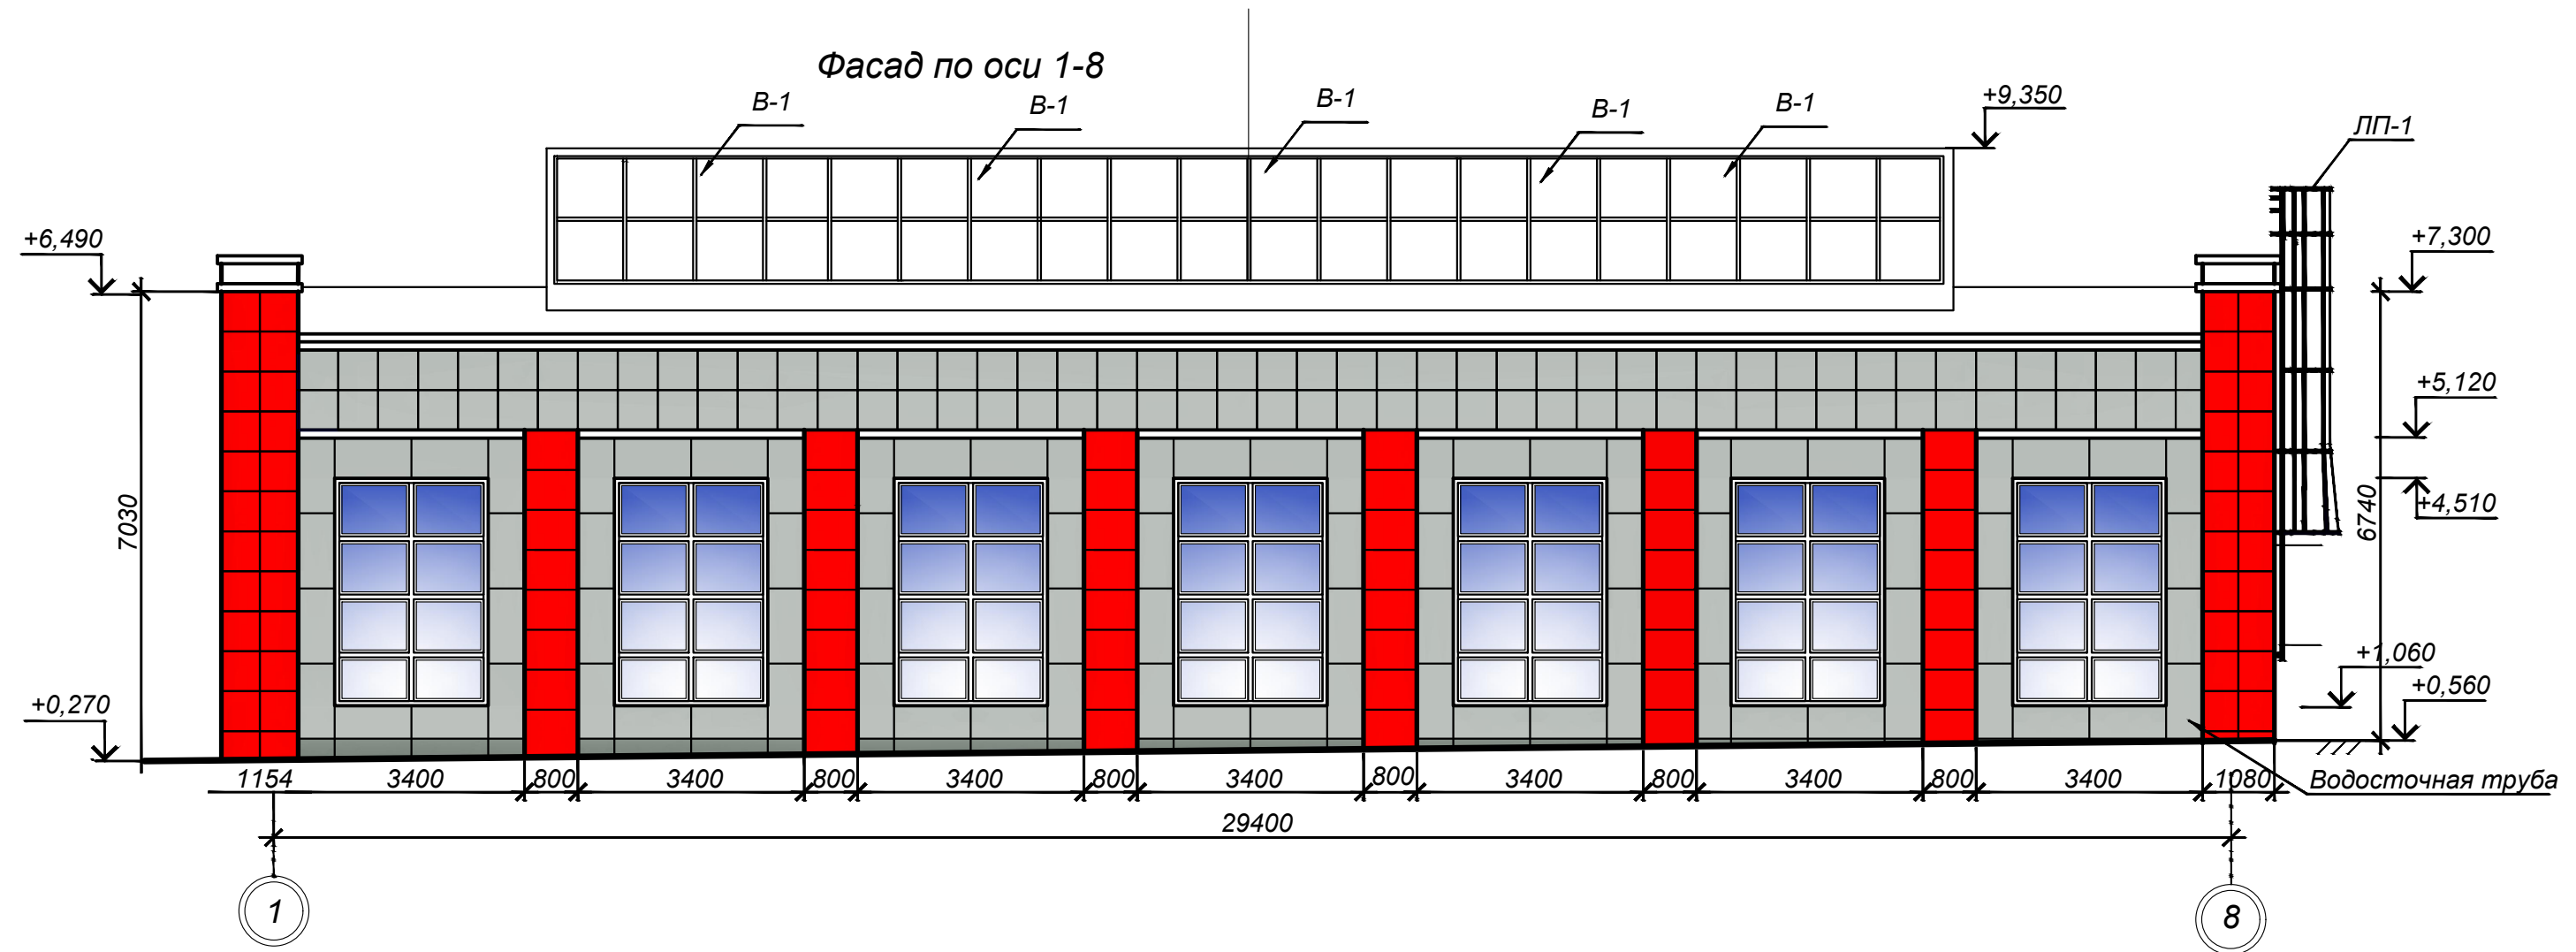 Фасад по оси 1-8
В-1
В-1
В-1
В-1
В-1
+9,350
ЛП-1
+6,490
+7,300
+5,120
+4,510
7030
6740
+1,060
+0,270
+0,560
1154 3400 800 3400 800 3400 800 3400 800 3400 800 3400 800 3400 1080
Водосточная труба
29400
1
8